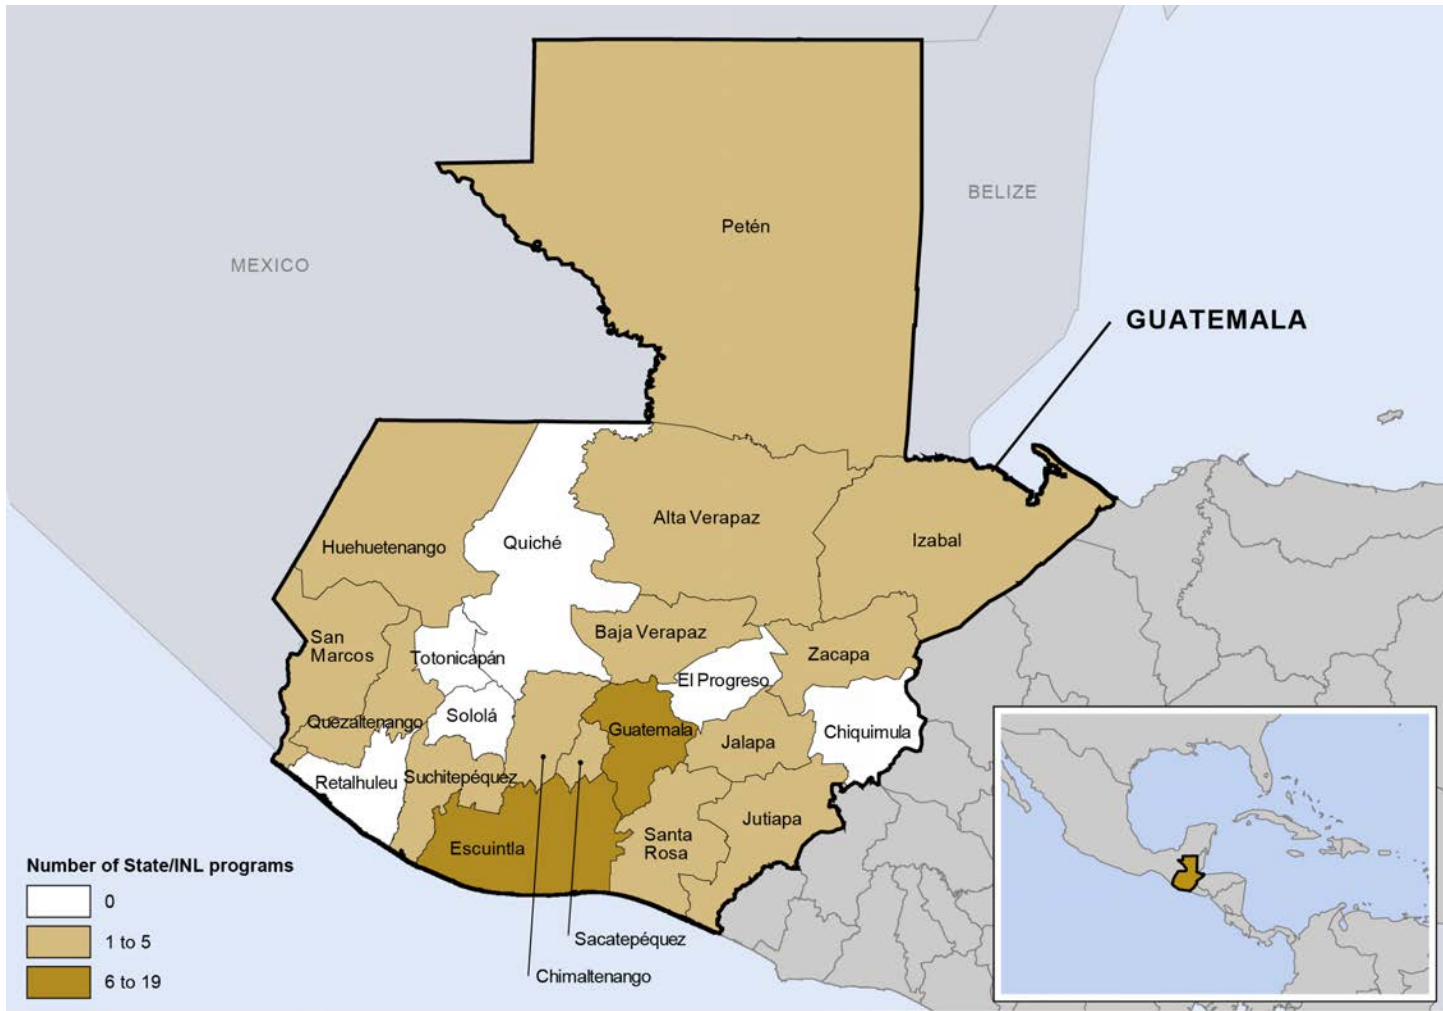 Petén
BELIZE
MEXICO
GUATEMALA
Alta Verapaz
Izabal
Quiché
Huehuetenango
San
Marcos
Baja Verapaz
Totonicapán
Zacapa
El Progreso
Sololá
Quezaltenango
Guatemala
Chiquimula
Jalapa
Retalhuleu
Suchitepéquez
Jutiapa
Santa
Rosa
Escuintla
Sacatepéquez
Chimaltenango
Number of State/INL programs
0
1 to 5
6 to 19